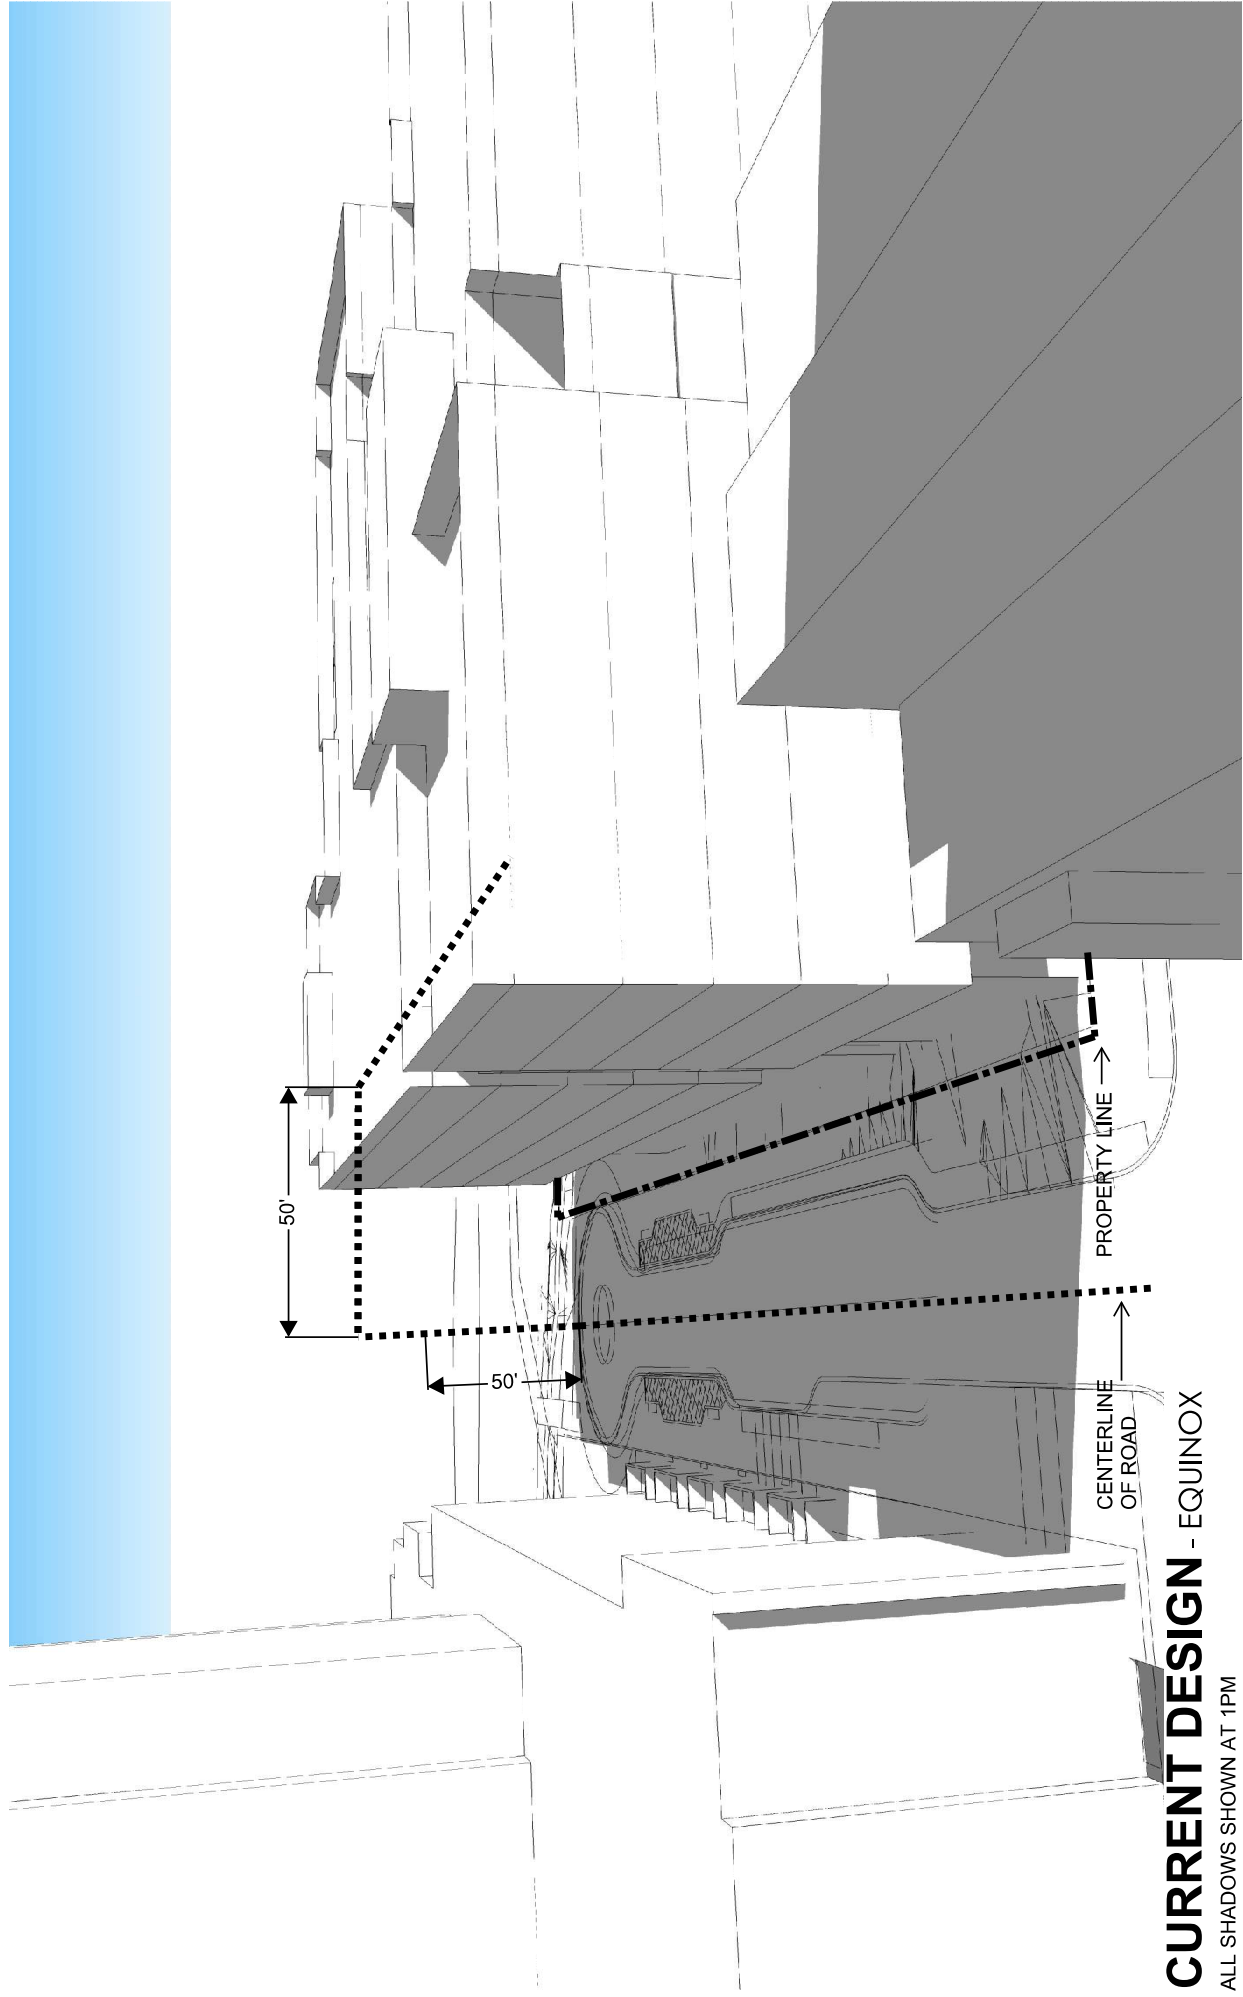 50'
50'
PROPERTY LINE
CENTERLINE
OF ROAD
CURRENT DESIGN - EQUINOX
ALL SHADOWS SHOWN AT 1PM